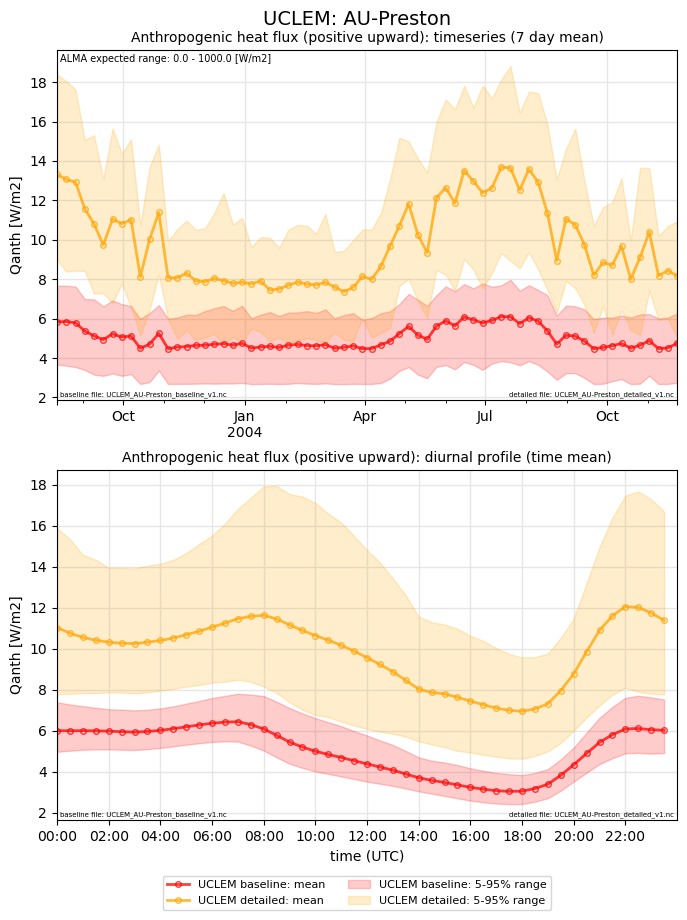 UCLEM: AU-Preston
Anthropogenic heat flux (positive upward): timeseries (7 day mean)
ALMA expected range: 0.0 - 1000.0 [W/m2]
18
16
14
12
10
8
6
4
2
Qanth [W/m2]
baseline file: UCLEM_AU-Preston_baseline_v1.nc
detailed file: UCLEM_AU-Preston_detailed_v1.nc
Oct
Jan
2004
Apr
Jul
Oct
Anthropogenic heat flux (positive upward): diurnal profile (time mean)
18
16
14
12
10
8
6
4
2
Qanth [W/m2]
baseline file: UCLEM_AU-Preston_baseline_v1.nc
detailed file: UCLEM_AU-Preston_detailed_v1.nc
00:00 02:00 04:00 06:00 08:00 10:00 12:00 14:00 16:00 18:00 20:00 22:00
time (UTC)
UCLEM baseline: mean
UCLEM detailed: mean
UCLEM baseline: 5-95% range
UCLEM detailed: 5-95% range